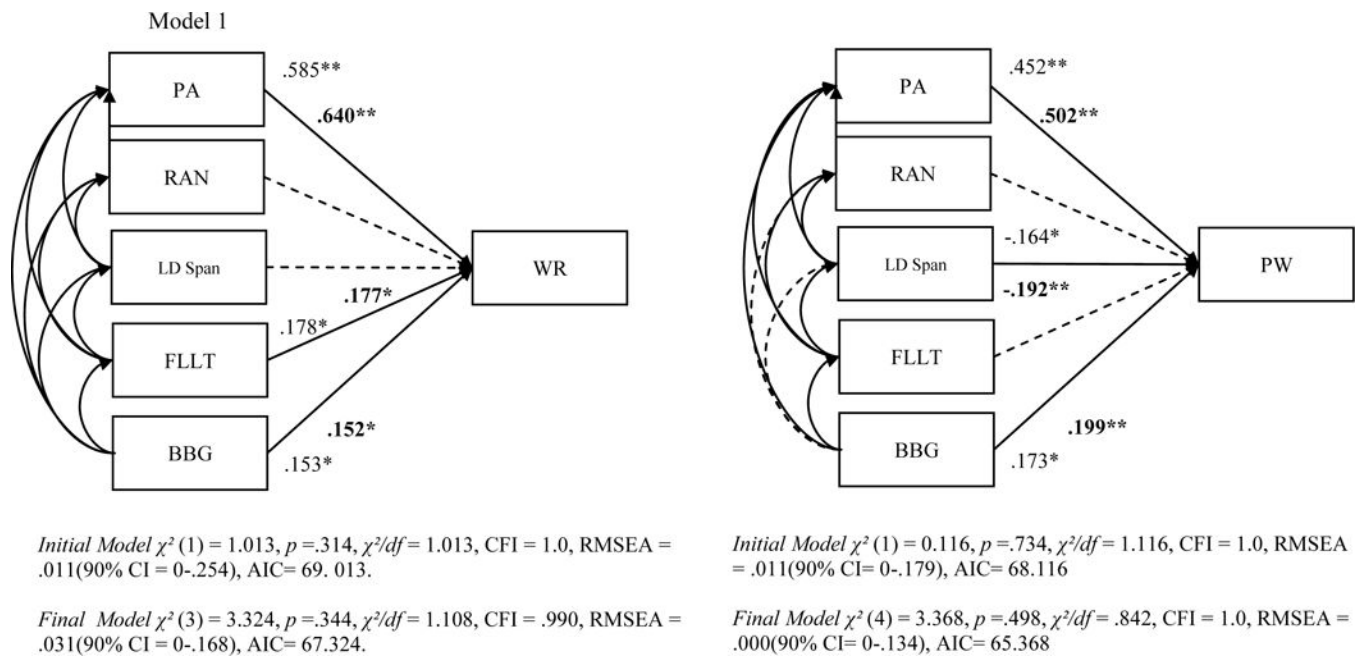 Model 1
PA
.585**
.640**
RAN
LD Span
.177*
.178*
FLLT
.152*
BBG
.153*
WR
Initial Model χ² (1) = 1.013, p =.314, χ²/df = 1.013, CFI = 1.0, RMSEA =
.011(90% CI = 0-.254), AIC= 69. 013.
Final Model χ² (3) = 3.324, p =.344, χ²/df = 1.108, CFI = .990, RMSEA =
.031(90% CI = 0-.168), AIC= 67.324.
PA
.452**
.502**
RAN
-.164*
LD Span
-.192**
FLLT
.199**
BBG
.173*
PW
Initial Model χ² (1) = 0.116, p =.734, χ²/df = 1.116, CFI = 1.0, RMSEA
= .011(90% CI= 0-.179), AIC= 68.116
Final Model χ² (4) = 3.368, p =.498, χ²/df = .842, CFI = 1.0, RMSEA =
.000(90% CI= 0-.134), AIC= 65.368